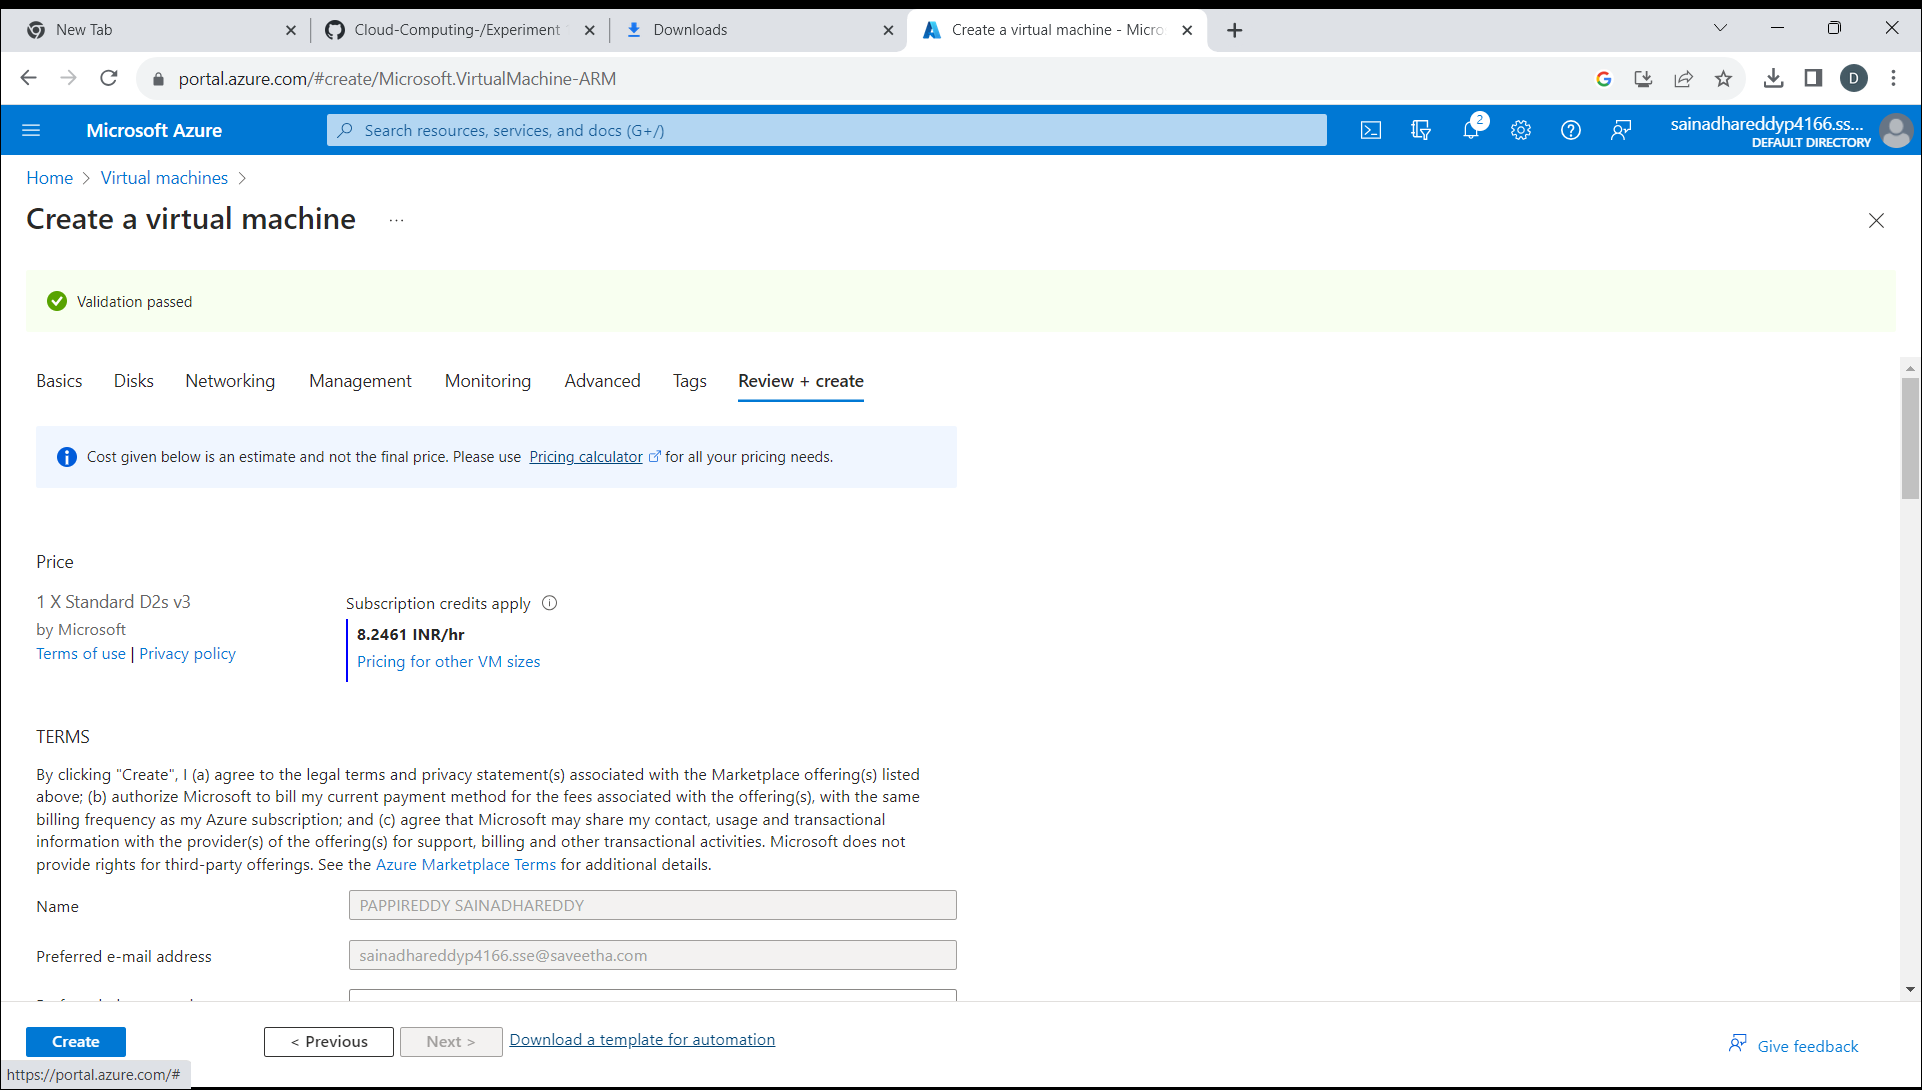 New Tab
Cloud-Computing-/Experiment
Downloads
Create a virtual machine - Micro
portal.azure.com/#create/Microsoft.VirtualMachine-ARM
D
Microsoft Azure
Search resources, services, and docs (G+/)
2
sainadhareddyp4166.ss...
DEFAULT DIRECTORY
Home > Virtual machines >
Create a virtual machine ...
Validation passed
Basics Disks Networking Management Monitoring Advanced Tags Review + create
Cost given below is an estimate and not the final price. Please use Pricing calculator for all your pricing needs.
Price
1 X Standard D2s v3
by Microsoft
Terms of use | Privacy policy
Subscription credits apply
8.2461 INR/hr
Pricing for other VM sizes
TERMS
By clicking "Create", I (a) agree to the legal terms and privacy statement(s) associated with the Marketplace offering(s) listed
above; (b) authorize Microsoft to bill my current payment method for the fees associated with the offering(s), with the same
billing frequency as my Azure subscription; and (c) agree that Microsoft may share my contact, usage and transactional
information with the provider(s) of the offering(s) for support, billing and other transactional activities. Microsoft does not
provide rights for third-party offerings. See the Azure Marketplace Terms for additional details.
Name
PAPPIREDDY SAINADHAREDDY
Preferred e-mail address
sainadhareddyp4166.sse@saveetha.com
Create
< Previous
Next >
Download a template for automation
Give feedback
https://portal.azure.com/#